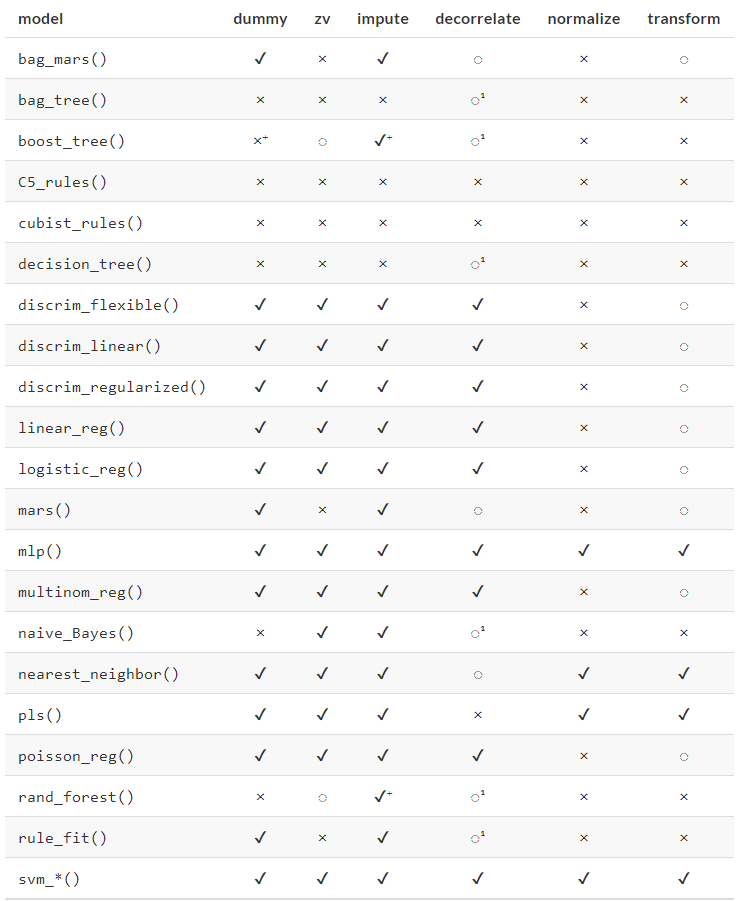 model dummy zv impute decorrelate normalize transform
bag_mars() ✓ × ✓ ◌ × ◌
bag_tree() × × × ◌¹ × ×
boost_tree() ×⁺ ◌ ✓⁺ ◌¹ × ×
C5_rules() × × × × × ×
cubist_rules() × × × × × ×
decision_tree() × × × ◌¹ × ×
discrim_flexible() ✓ ✓ ✓ ✓ × ◌
discrim_linear() ✓ ✓ ✓ ✓ × ◌
discrim_regularized() ✓ ✓ ✓ ✓ × ◌
linear_reg() ✓ ✓ ✓ ✓ × ◌
logistic_reg() ✓ ✓ ✓ ✓ × ◌
mars() ✓ × ✓ ◌ × ◌
mlp() ✓ ✓ ✓ ✓ ✓ ✓
multinom_reg() ✓ ✓ ✓ ✓ × ◌
naive_Bayes() × ✓ ✓ ◌¹ × ×
nearest_neighbor() ✓ ✓ ✓ ◌ ✓ ✓
pls() ✓ ✓ ✓ × ✓ ✓
poisson_reg() ✓ ✓ ✓ ✓ × ◌
rand_forest() × ◌ ✓⁺ ◌¹ × ×
rule_fit() ✓ × ✓ ◌¹ × ×
svm_*() ✓ ✓ ✓ ✓ ✓ ✓